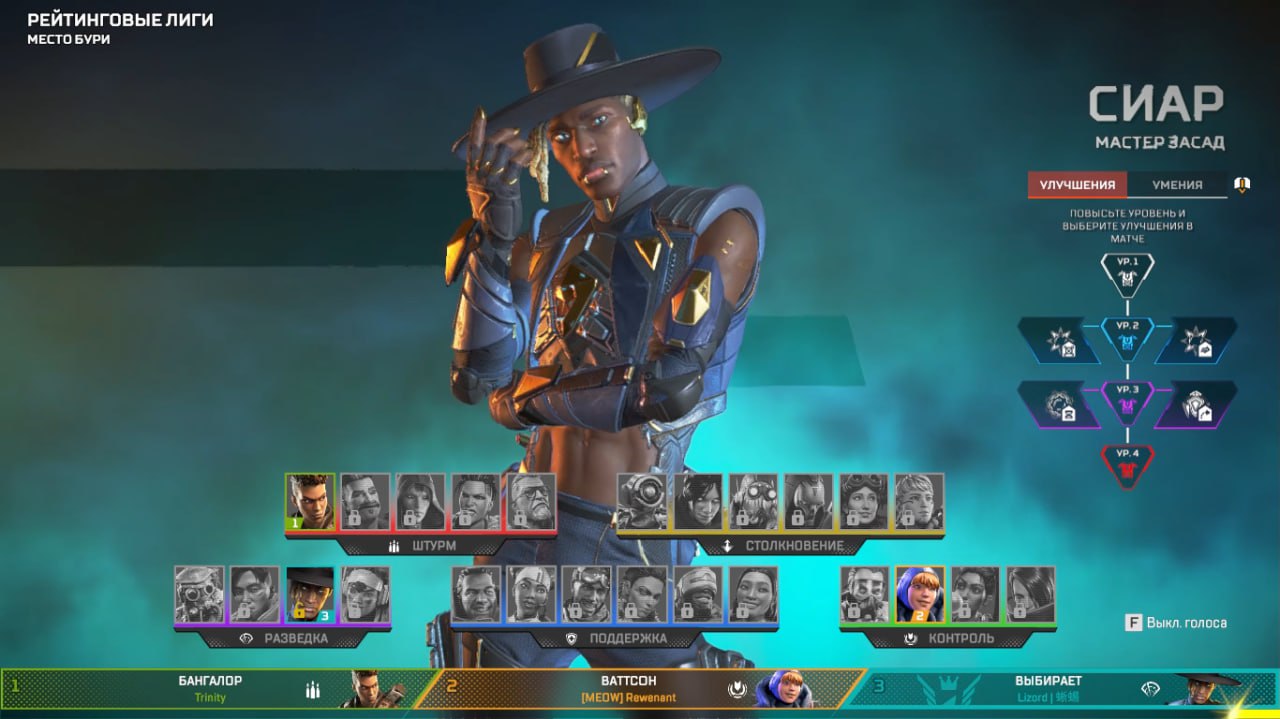 РЕЙТИНГОВЫЕ ЛИГИ
МЕСТО БУРИ
СИАР
МАСТЕР ЗАСАД
УЛУЧШЕНИЯ
УМЕНИЯ
ПОВЫСЬТЕ УРОВЕНЬ И
ВЫБЕРИТЕ УЛУЧШЕНИЯ В
МАТЧЕ
УР.1
УР.2
УР.3
УР.4
1
ШТУРМ
СТОЛКНОВЕНИЕ
3
2
РАЗВЕДКА
ПОДДЕРЖКА
КОНТРОЛЬ
F Выкл. голоса
1
БАНГАЛОР
Trinity
2
ВАТТСОН
[MEOW] Rewenant
3
ВЫБИРАЕТ
Lizord | 蜥蜴